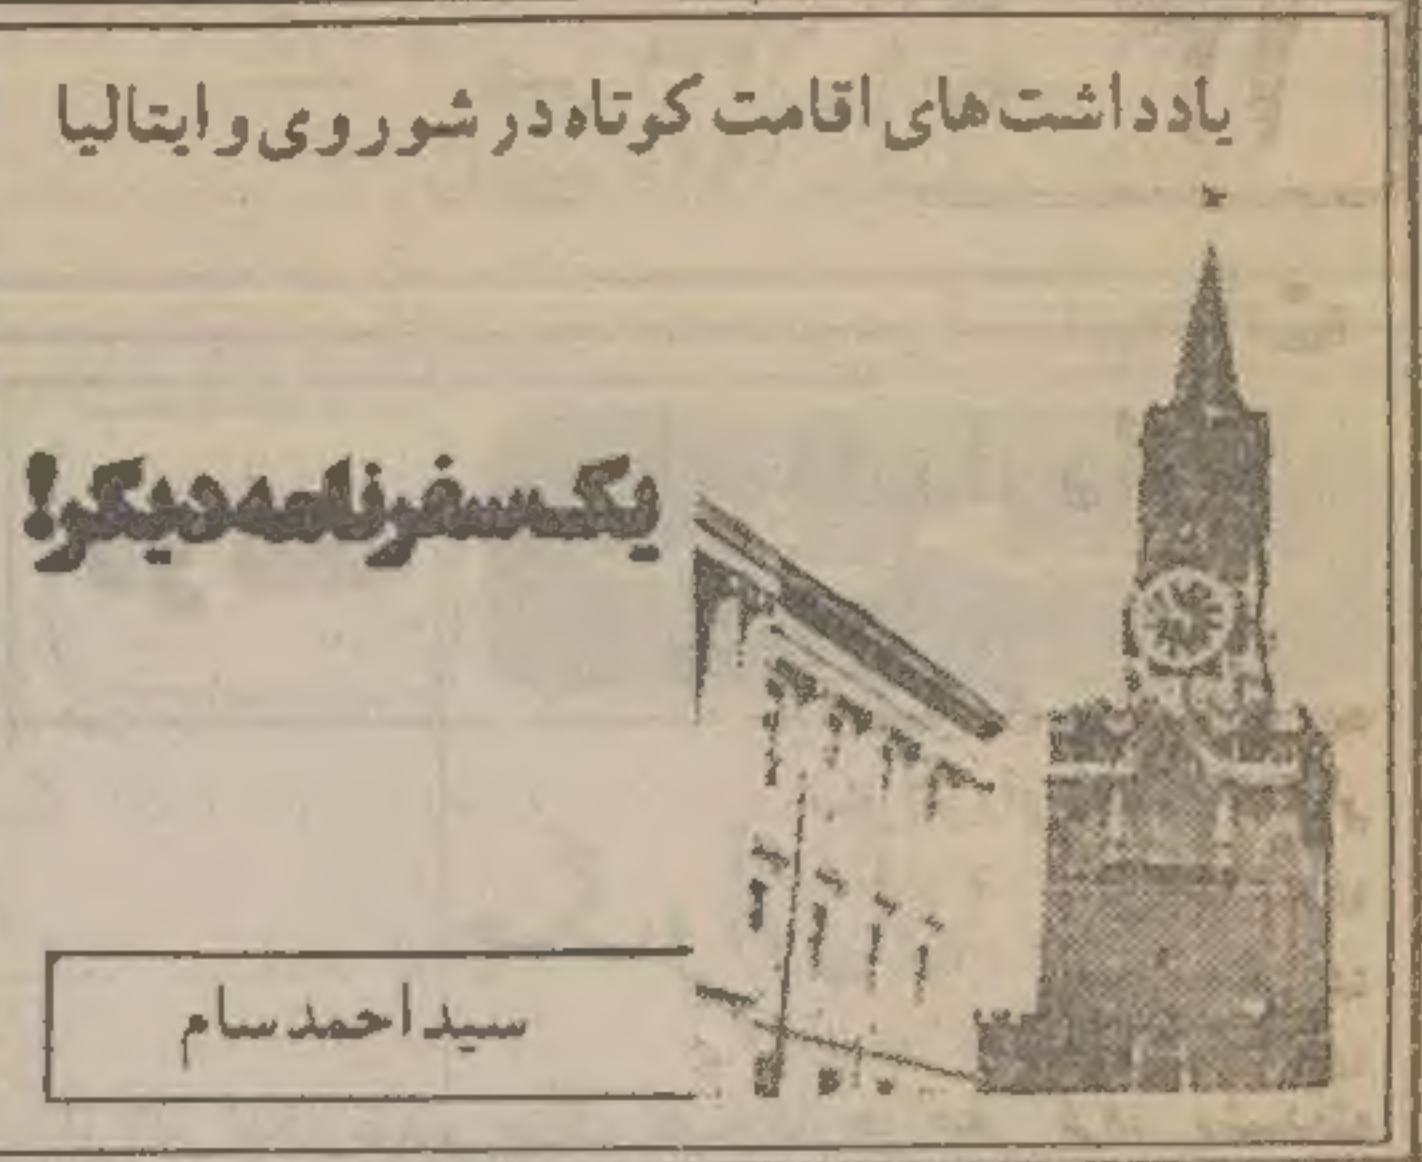 یادداشت‌های اقامت کوتاه در شوروی و ایتالیا
یک سفرنامه دیگر!
سید احمد سام